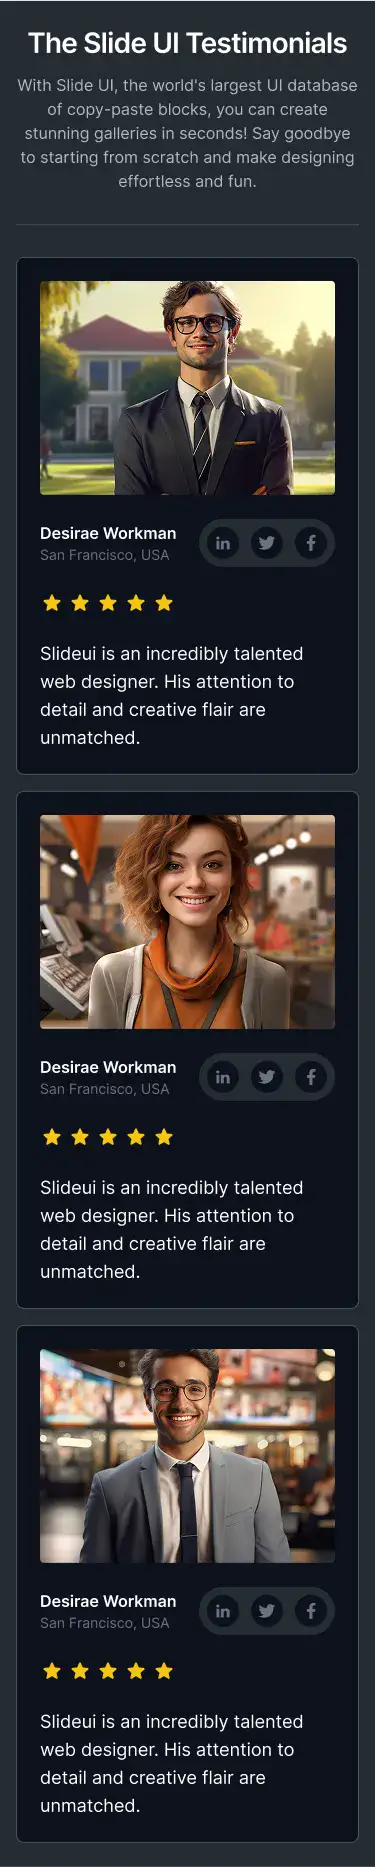 The Slide UI Testimonials
With Slide UI, the world's largest UI database
of copy-paste blocks, you can create
stunning galleries in seconds! Say goodbye
to starting from scratch and make designing
effortless and fun.
Desirae Workman
San Francisco, USA
Slideui is an incredibly talented
web designer. His attention to
detail and creative flair are
unmatched.
Desirae Workman
San Francisco, USA
Slideui is an incredibly talented
web designer. His attention to
detail and creative flair are
unmatched.
Desirae Workman
San Francisco, USA
Slideui is an incredibly talented
web designer. His attention to
detail and creative flair are
unmatched.